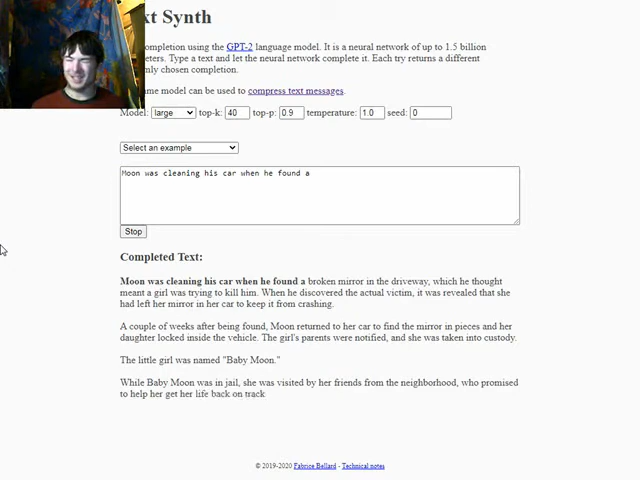 xt Synth
ompletion using the GPT-2 language model. It is a neural network of up to 1.5 billion
eters. Type a text and let the neural network complete it. Each try returns a different
nly chosen completion.
ame model can be used to compress text messages.
Model: large top-k: 40 top-p: 0.9 temperature: 1.0 seed: 0
Select an example
Moon was cleaning his car when he found a
Stop
Completed Text:
Moon was cleaning his car when he found a broken mirror in the driveway, which he thought
meant a girl was trying to kill him. When he discovered the actual victim, it was revealed that she
had left her mirror in her car to keep it from crashing.
A couple of weeks after being found, Moon returned to her car to find the mirror in pieces and her
daughter locked inside the vehicle. The girl's parents were notified, and she was taken into custody.
The little girl was named "Baby Moon."
While Baby Moon was in jail, she was visited by her friends from the neighborhood, who promised
to help her get her life back on track
© 2019-2020 Fabrice Bellard - Technical notes